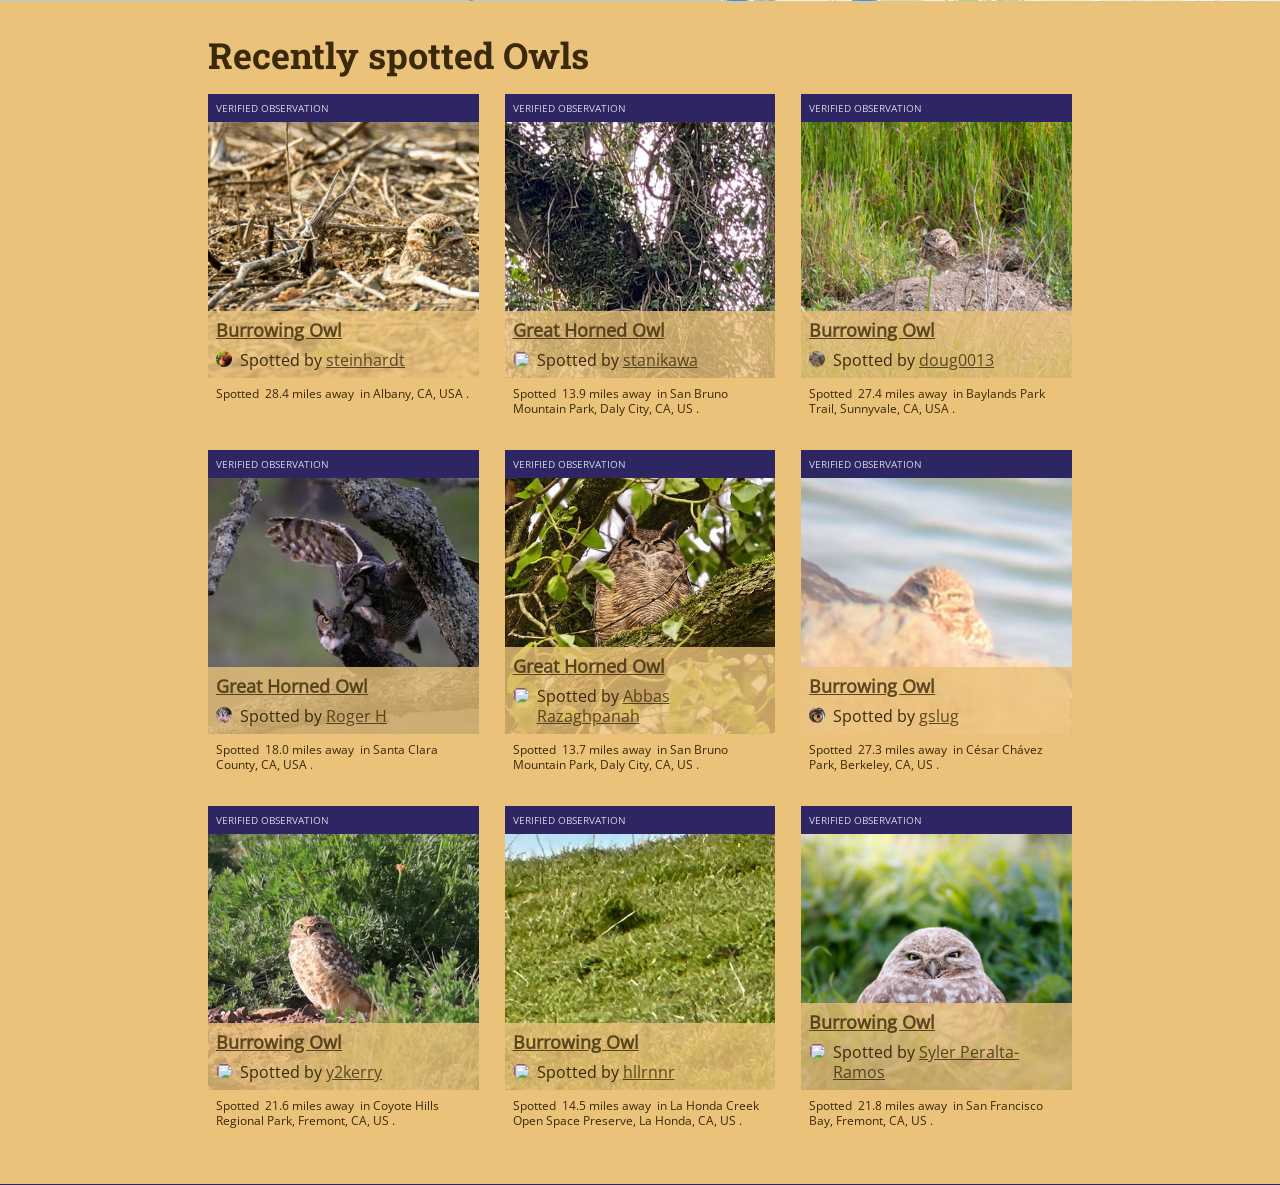 Recently spotted Owls
VERIFIED OBSERVATION
Burrowing Owl
Spotted by steinhardt
Spotted 28.4 miles away in Albany, CA, USA .
VERIFIED OBSERVATION
Great Horned Owl
Spotted by stanikawa
Spotted 13.9 miles away in San Bruno
Mountain Park, Daly City, CA, US .
VERIFIED OBSERVATION
Burrowing Owl
Spotted by doug0013
Spotted 27.4 miles away in Baylands Park
Trail, Sunnyvale, CA, USA .
VERIFIED OBSERVATION
Great Horned Owl
Spotted by Roger H
Spotted 18.0 miles away in Santa Clara
County, CA, USA .
VERIFIED OBSERVATION
Great Horned Owl
Spotted by Abbas
Razaghpanah
Spotted 13.7 miles away in San Bruno
Mountain Park, Daly City, CA, US .
VERIFIED OBSERVATION
Burrowing Owl
Spotted by gslug
Spotted 27.3 miles away in César Chávez
Park, Berkeley, CA, US .
VERIFIED OBSERVATION
Burrowing Owl
Spotted by y2kerry
Spotted 21.6 miles away in Coyote Hills
Regional Park, Fremont, CA, US .
VERIFIED OBSERVATION
Burrowing Owl
Spotted by hllrnnr
Spotted 14.5 miles away in La Honda Creek
Open Space Preserve, La Honda, CA, US .
VERIFIED OBSERVATION
Burrowing Owl
Spotted by Syler Peralta-
Ramos
Spotted 21.8 miles away in San Francisco
Bay, Fremont, CA, US .